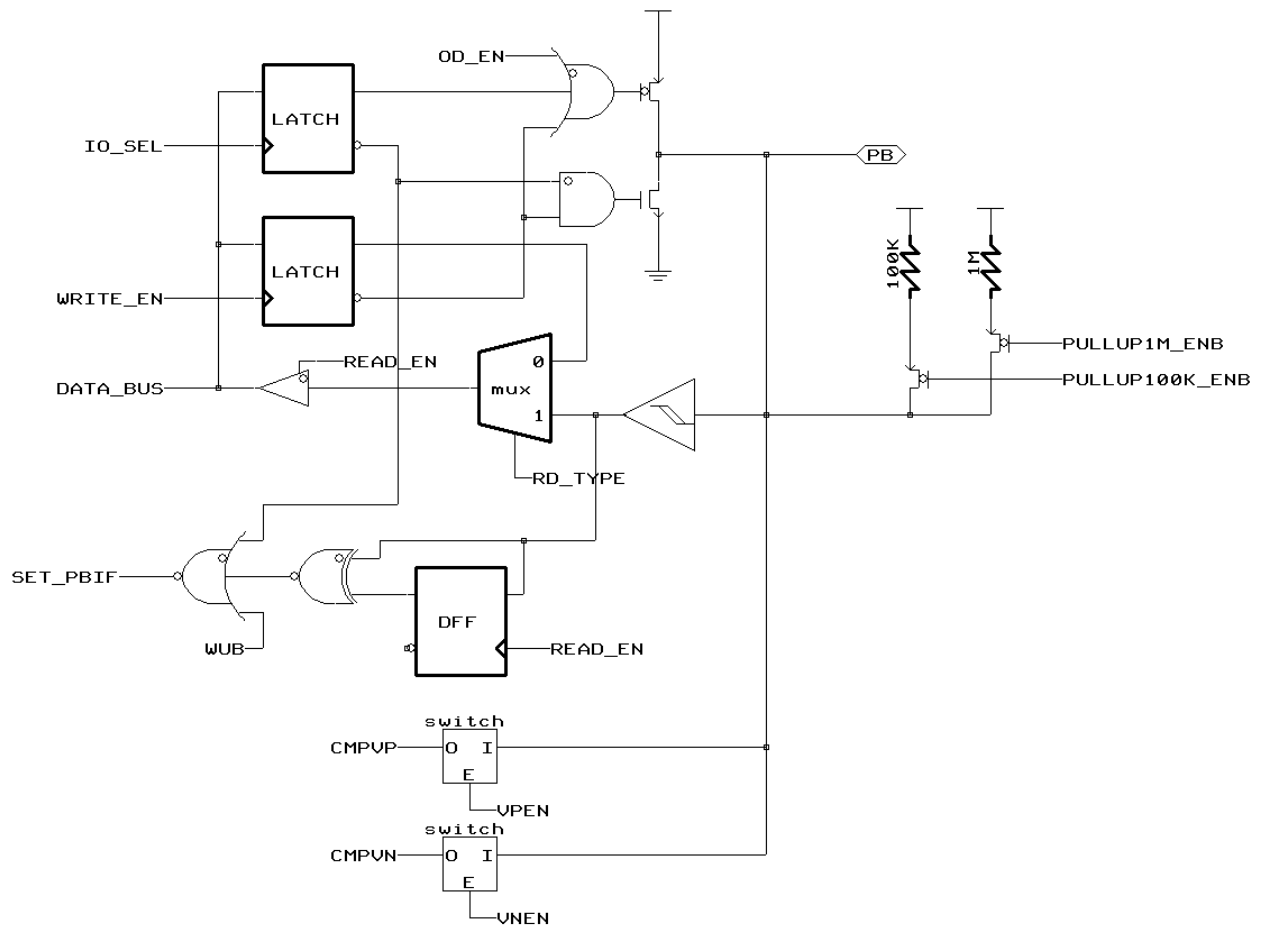 OD_EN
LATCH
IO_SEL
PB
100K
1M
LATCH
WRITE_EN
PULLUP1M_ENB
READ_EN
0
PULLUP100K_ENB
DATA_BUS
mux
1
RD_TYPE
SET_PBIF
DFF
WUB
READ_EN
switch
CMPVP
O I
E
VPEN
switch
CMPVN
O I
E
VNEN